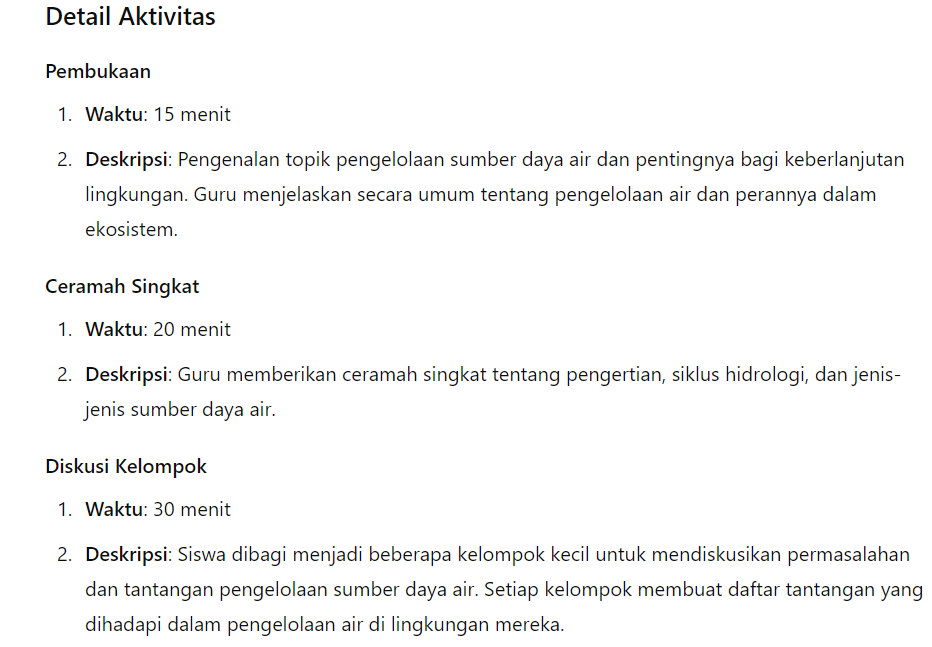 Detail Aktivitas
Pembukaan
1. Waktu: 15 menit
2. Deskripsi: Pengenalan topik pengelolaan sumber daya air dan pentingnya bagi keberlanjutan
lingkungan. Guru menjelaskan secara umum tentang pengelolaan air dan perannya dalam
ekosistem.
Ceramah Singkat
1. Waktu: 20 menit
2. Deskripsi: Guru memberikan ceramah singkat tentang pengertian, siklus hidrologi, dan jenis-
jenis sumber daya air.
Diskusi Kelompok
1. Waktu: 30 menit
2. Deskripsi: Siswa dibagi menjadi beberapa kelompok kecil untuk mendiskusikan permasalahan
dan tantangan pengelolaan sumber daya air. Setiap kelompok membuat daftar tantangan yang
dihadapi dalam pengelolaan air di lingkungan mereka.